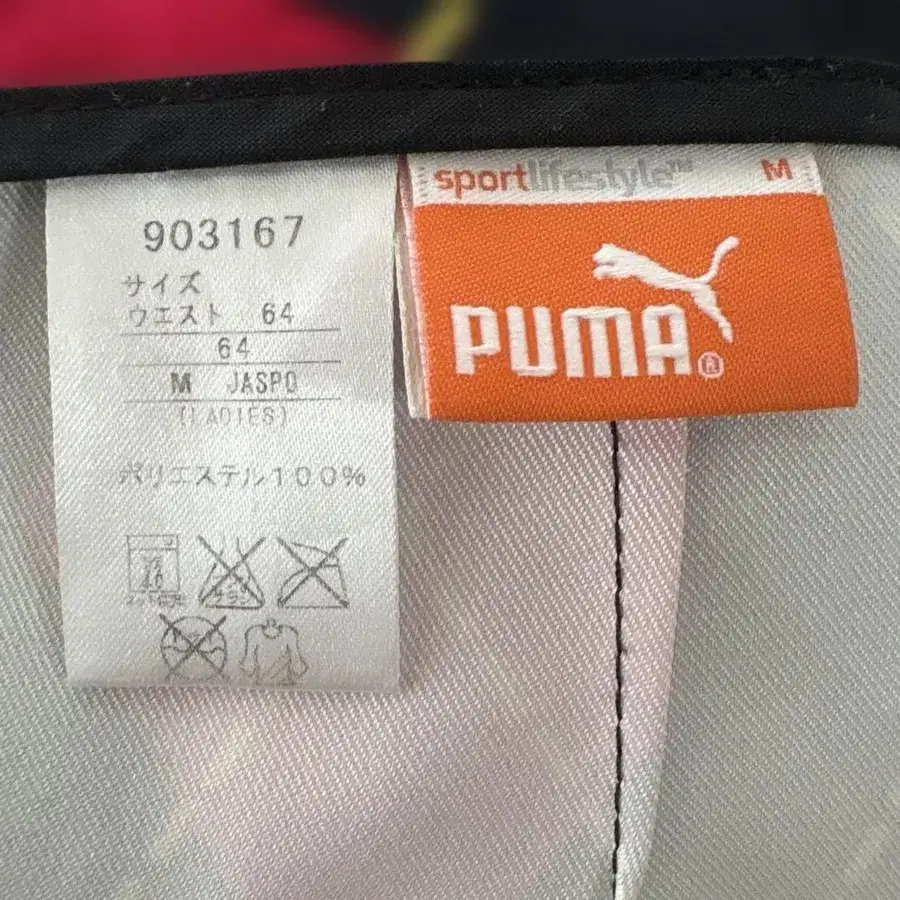 903167
サイズ
ウエスト 64
64
M JASPO
(LADIES)
ポリエステル100%
sportlifestyle™ M
PUMA®